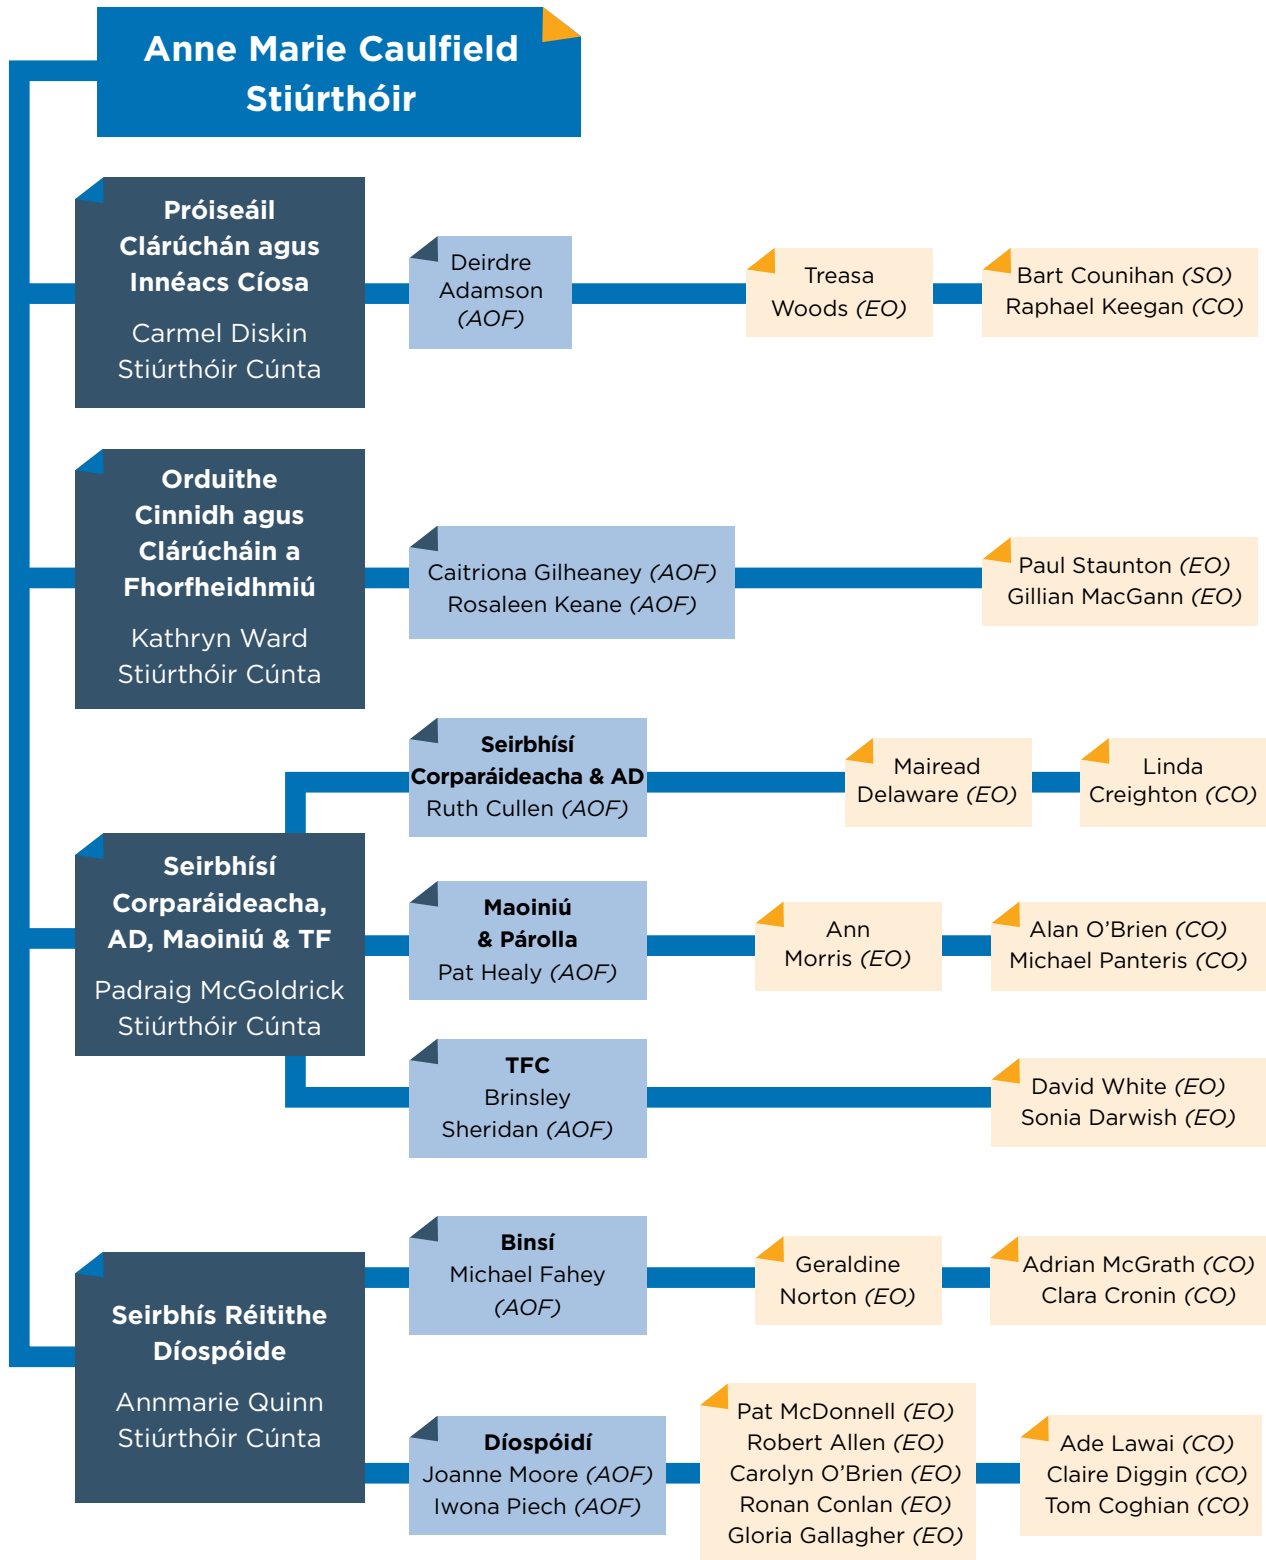 Anne Marie Caulfield
Stiúrthóir
Próiseáil
Clárúchán agus
Innéacs Cíosa
Carmel Diskin
Stiúrthóir Cúnta
Deirdre
Adamson
(AOF)
Treasa
Woods (EO)
Bart Counihan (SO)
Raphael Keegan (CO)
Orduithe
Cinnidh agus
Clárúcháin a
Fhorfheidhmiú
Kathryn Ward
Stiúrthóir Cúnta
Caitriona Gilheaney (AOF)
Rosaleen Keane (AOF)
Paul Staunton (EO)
Gillian MacGann (EO)
Seirbhísí
Corparáideacha,
AD, Maoiniú & TF
Padraig McGoldrick
Stiúrthóir Cúnta
Seirbhísí
Corparáideacha & AD
Ruth Cullen (AOF)
Mairead
Delaware (EO)
Linda
Creighton (CO)
Maoiniú
& Párolla
Pat Healy (AOF)
Ann
Morris (EO)
Alan O’Brien (CO)
Michael Panteris (CO)
TFC
Brinsley
Sheridan (AOF)
David White (EO)
Sonia Darwish (EO)
Seirbhís Réitithe
Díospóide
Annmarie Quinn
Stiúrthóir Cúnta
Binsí
Michael Fahey
(AOF)
Geraldine
Norton (EO)
Adrian McGrath (CO)
Clara Cronin (CO)
Díospóidí
Joanne Moore (AOF)
Iwona Piech (AOF)
Pat McDonnell (EO)
Robert Allen (EO)
Carolyn O’Brien (EO)
Ronan Conlan (EO)
Gloria Gallagher (EO)
Ade Lawai (CO)
Claire Diggin (CO)
Tom Coghian (CO)